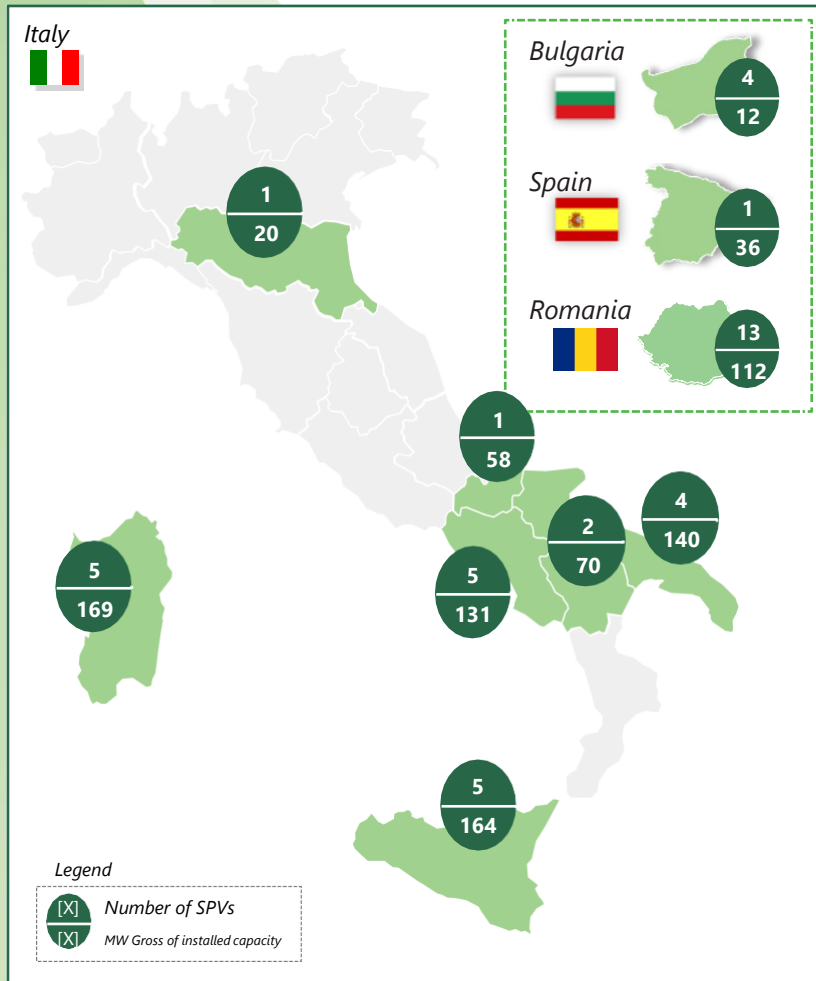 Italy
Bulgaria
4
12
Spain
1
36
Romania
13
112
1
20
1
58
4
140
2
70
5
131
5
169
5
164
Legend
[X]
Number of SPVs
[X]
MW Gross of installed capacity